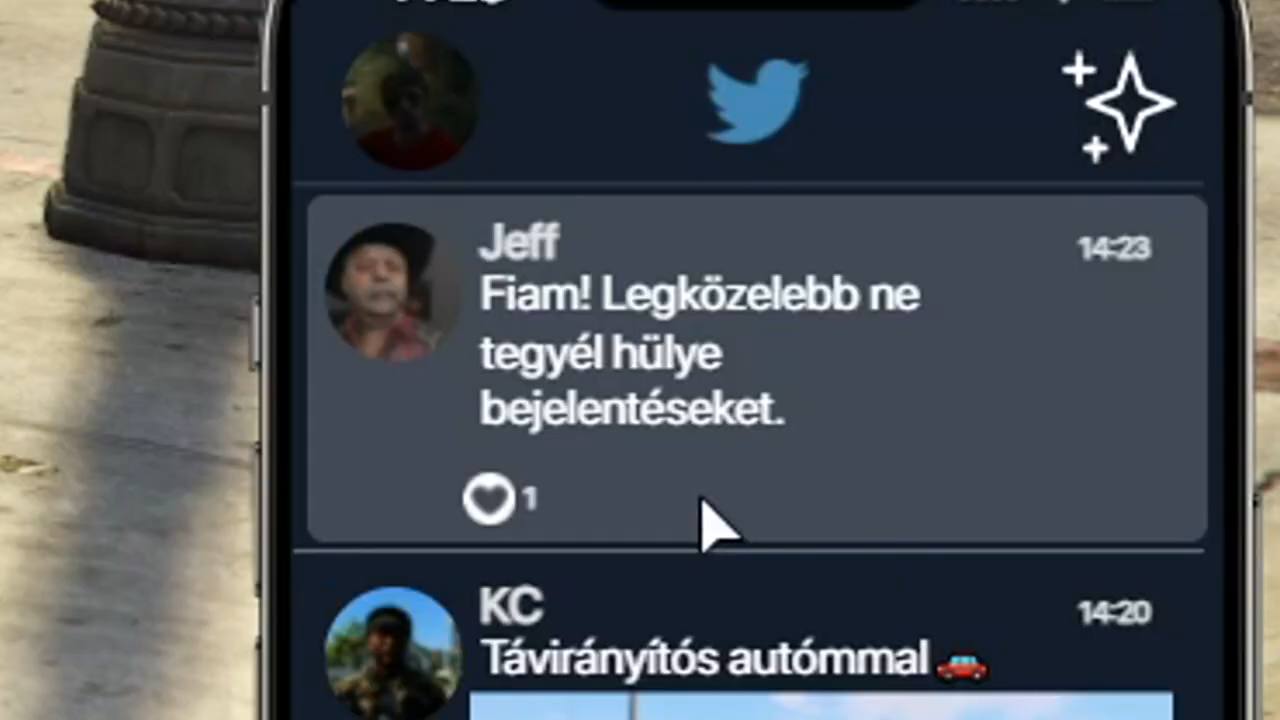 Jeff
14:23
Fiam! Legközelebb ne
tegyél hülye
bejelentéseket.
1
KC
14:20
Távirányítós autómmal